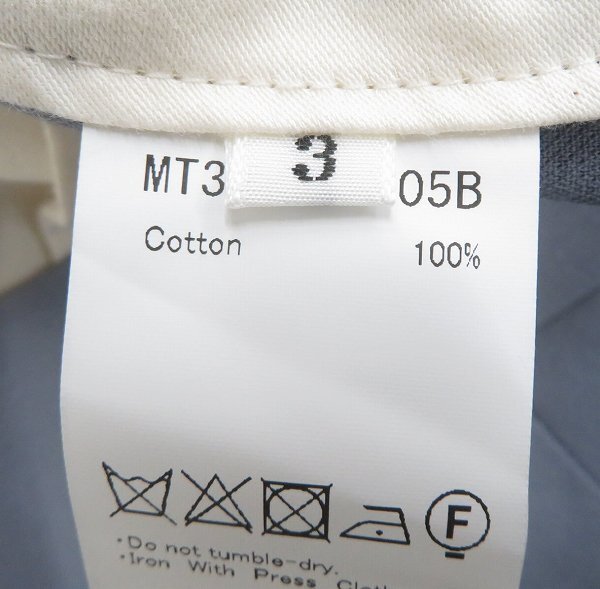 3
MT3 05B
Cotton 100%
F
·Do not tumble-dry.
·Iron With Press